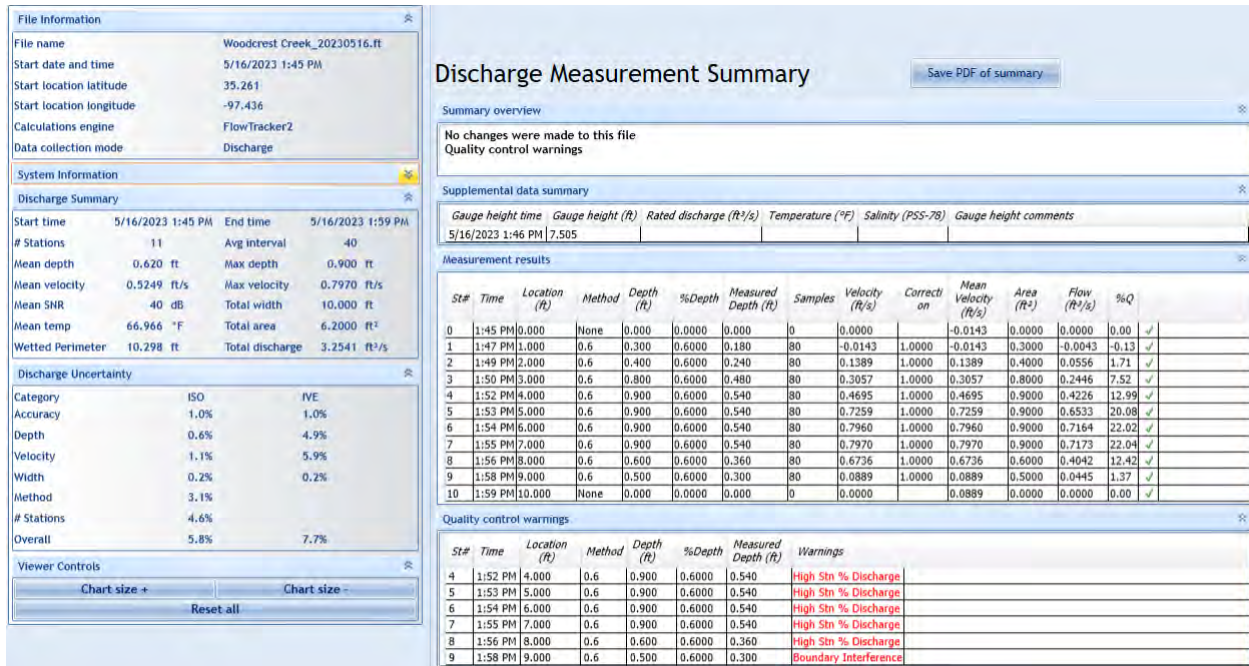 File Information
File name Woodcrest Creek_20230516.ft
Start date and time 5/16/2023 1:45 PM
Start location latitude 35.261
Start location longitude -97.436
Calculations engine FlowTracker2
Data collection mode Discharge
System Information
Discharge Summary
Start time 5/16/2023 1:45 PM End time 5/16/2023 1:59 PM
# Stations 11 Avg interval 40
Mean depth 0.620 ft Max depth 0.900 ft
Mean velocity 0.5249 ft/s Max velocity 0.7970 ft/s
Mean SNR 40 dB Total width 10.000 ft
Mean temp 66.966 °F Total area 6.2000 ft²
Wetted Perimeter 10.298 ft Total discharge 3.2541 ft³/s
Discharge Uncertainty
Category ISO IVE
Accuracy 1.0% 1.0%
Depth 0.6% 4.9%
Velocity 1.1% 5.9%
Width 0.2% 0.2%
Method 3.1%
# Stations 4.6%
Overall 5.8% 7.7%
Viewer Controls
Chart size + Chart size -
Reset all
Discharge Measurement Summary
Save PDF of summary
Summary overview
No changes were made to this file
Quality control warnings
Supplemental data summary
Gauge height time Gauge height (ft) Rated discharge (ft³/s) Temperature (°F) Salinity (PSS-78) Gauge height comments
5/16/2023 1:46 PM 7.505
Measurement results
St# Time Location (ft) Method Depth (ft) %Depth Measured Depth (ft) Samples Velocity (ft/s) Correcti on Mean Velocity (ft/s) Area (ft²) Flow (ft³/s) %Q
0 1:45 PM 0.000 None 0.000 0.0000 0.000 0 0.0000 -0.0143 0.0000 0.0000 0.00 ✓
1 1:47 PM 1.000 0.6 0.300 0.6000 0.180 80 -0.0143 1.0000 -0.0143 0.3000 -0.0043 -0.13 ✓
2 1:49 PM 2.000 0.6 0.400 0.6000 0.240 80 0.1389 1.0000 0.1389 0.4000 0.0556 1.71 ✓
3 1:50 PM 3.000 0.6 0.800 0.6000 0.480 80 0.3057 1.0000 0.3057 0.8000 0.2446 7.52 ✓
4 1:52 PM 4.000 0.6 0.900 0.6000 0.540 80 0.4695 1.0000 0.4695 0.9000 0.4226 12.99 ✓
5 1:53 PM 5.000 0.6 0.900 0.6000 0.540 80 0.7259 1.0000 0.7259 0.9000 0.6533 20.08 ✓
6 1:54 PM 6.000 0.6 0.900 0.6000 0.540 80 0.7960 1.0000 0.7960 0.9000 0.7164 22.02 ✓
7 1:55 PM 7.000 0.6 0.900 0.6000 0.540 80 0.7970 1.0000 0.7970 0.9000 0.7173 22.04 ✓
8 1:56 PM 8.000 0.6 0.600 0.6000 0.360 80 0.6736 1.0000 0.6736 0.6000 0.4042 12.42 ✓
9 1:58 PM 9.000 0.6 0.500 0.6000 0.300 80 0.0889 1.0000 0.0889 0.5000 0.0445 1.37 ✓
10 1:59 PM 10.000 None 0.000 0.0000 0.000 0 0.0000 0.0889 0.0000 0.0000 0.00 ✓
Quality control warnings
St# Time Location (ft) Method Depth (ft) %Depth Measured Depth (ft) Warnings
4 1:52 PM 4.000 0.6 0.900 0.6000 0.540 High Stn % Discharge
5 1:53 PM 5.000 0.6 0.900 0.6000 0.540 High Stn % Discharge
6 1:54 PM 6.000 0.6 0.900 0.6000 0.540 High Stn % Discharge
7 1:55 PM 7.000 0.6 0.900 0.6000 0.540 High Stn % Discharge
8 1:56 PM 8.000 0.6 0.600 0.6000 0.360 High Stn % Discharge
9 1:58 PM 9.000 0.6 0.500 0.6000 0.300 Boundary Interference